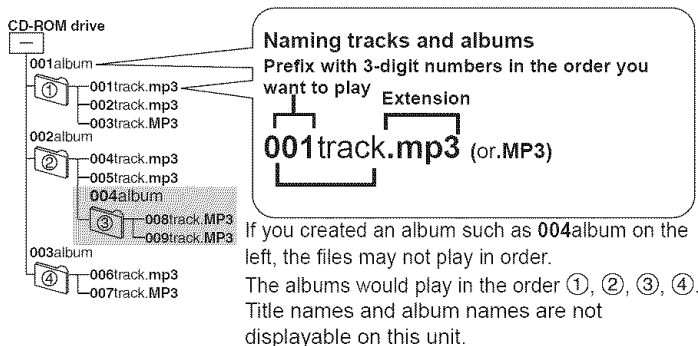 CD-ROM drive
001album
①
001track.mp3
002track.mp3
003track.MP3
002album
②
004track.mp3
005track.mp3
004album
③
008track.MP3
009track.MP3
003album
④
006track.mp3
007track.MP3
Naming tracks and albums
Prefix with 3-digit numbers in the order you
want to play
Extension
001track.mp3 (or.MP3)
If you created an album such as 004album on the
left, the files may not play in order.
The albums would play in the order ①, ②, ③, ④.
Title names and album names are not
displayable on this unit.